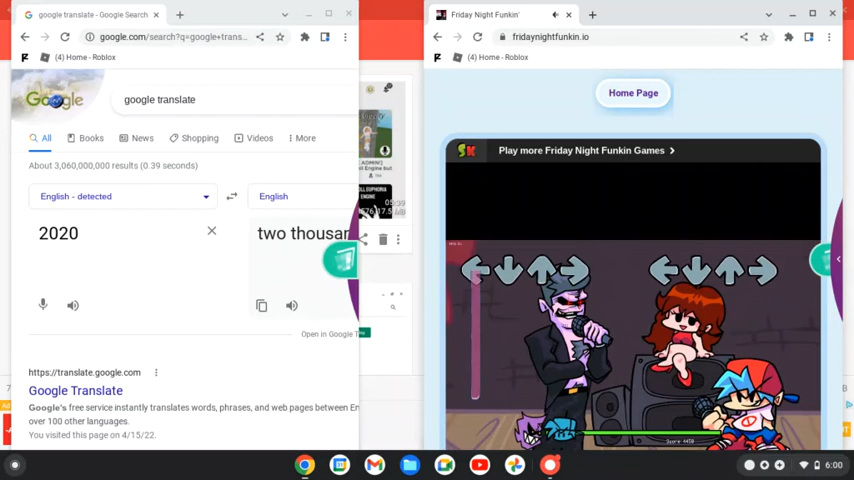 google translate - Google Search
google.com/search?q=google+trans...
(4) Home - Roblox
Google
google translate
All
Books
News
Shopping
Videos
More
About 3,060,000,000 results (0.39 seconds)
English - detected
English
2020
two thousan
Open in Google T
https://translate.google.com
Google Translate
Google's free service instantly translates words, phrases, and web pages between En
over 100 other languages.
You visited this page on 4/15/22.
Friday Night Funkin'
fridaynightfunkin.io
(4) Home - Roblox
Home Page
Play more Friday Night Funkin Games
Score:4450
6:00